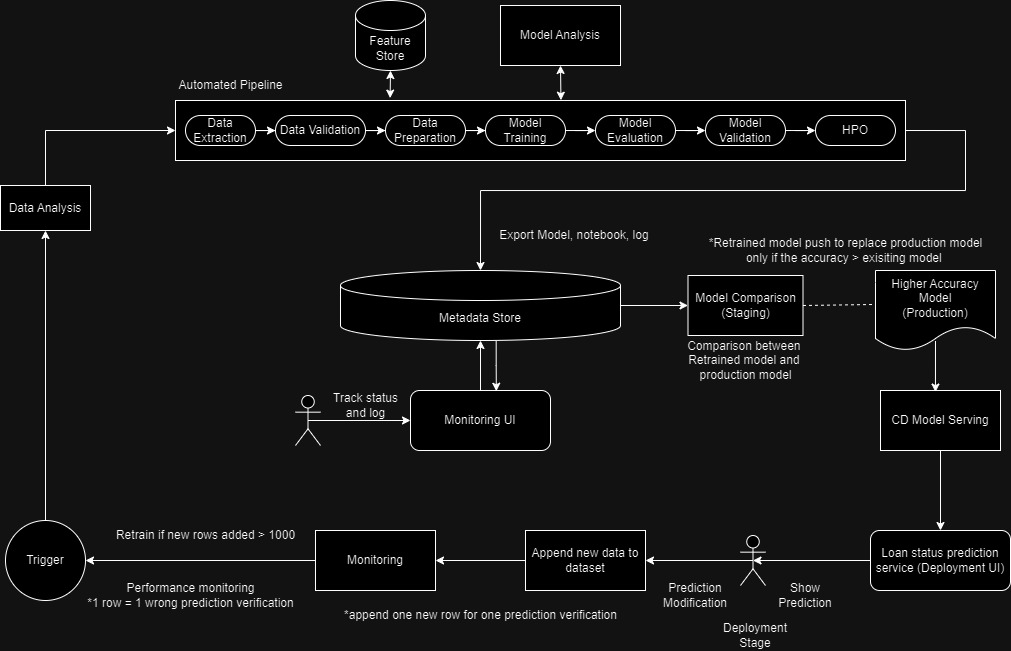 Feature
Store
Model Analysis
Automated Pipeline
Data
Extraction
Data Validation
Data
Preparation
Model
Training
Model
Evaluation
Model
Validation
HPO
Data Analysis
Export Model, notebook, log
*Retrained model push to replace production model
only if the accuracy > exisiting model
Metadata Store
Model Comparison
(Staging)
Higher Accuracy
Model
(Production)
Comparison between
Retrained model and
production model
Track status
and log
Monitoring UI
CD Model Serving
Trigger
Retrain if new rows added > 1000
Performance monitoring
*1 row = 1 wrong prediction verification
Monitoring
*append one new row for one prediction verification
Append new data to
dataset
Prediction
Modification
Show
Prediction
Deployment
Stage
Loan status prediction
service (Deployment UI)